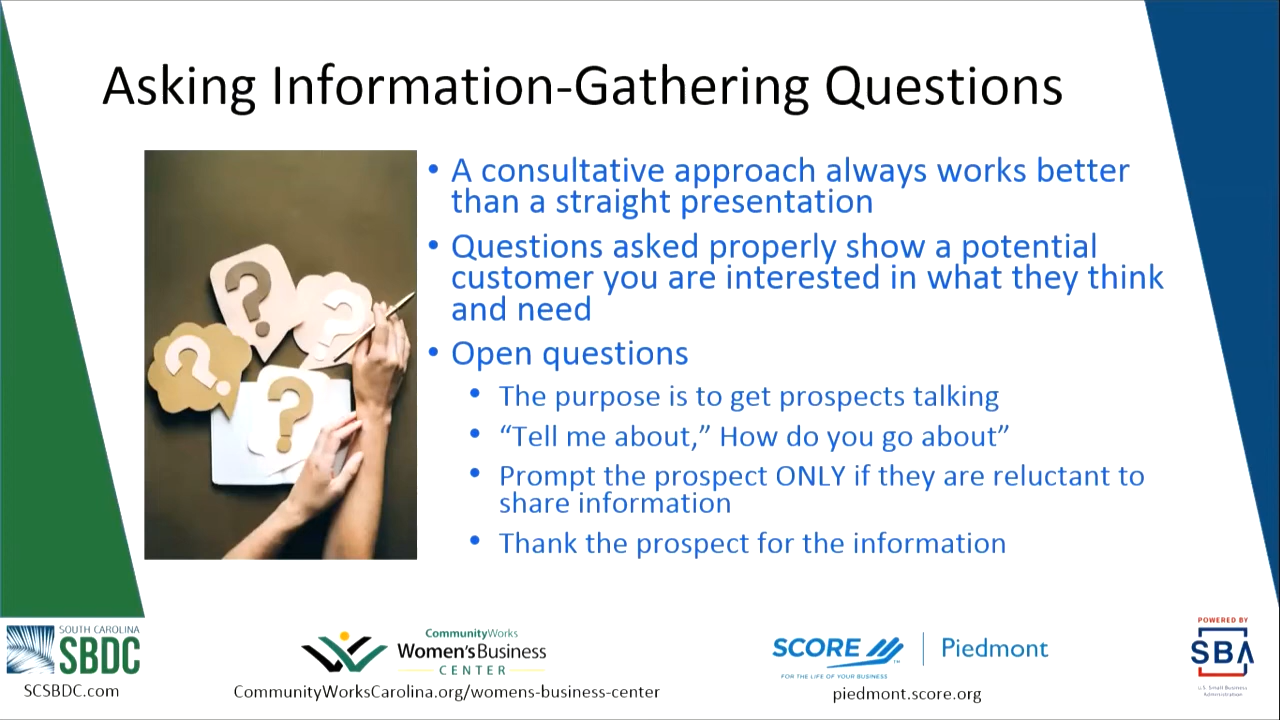 Asking Information-Gathering Questions
• A consultative approach always works better
than a straight presentation
• Questions asked properly show a potential
customer you are interested in what they think
and need
• Open questions
• The purpose is to get prospects talking
• “Tell me about,” How do you go about”
• Prompt the prospect ONLY if they are reluctant to
share information
• Thank the prospect for the information
SOUTH CAROLINA
SBDC
SCSBDC.com
CommunityWorks
Women'sBusiness
CENTER
CommunityWorksCarolina.org/womens-business-center
SCORE
FOR THE LIFE OF YOUR BUSINESS
Piedmont
piedmont.score.org
POWERED BY
SBA
U.S. Small Business
Administration